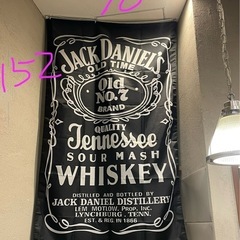 152
JACK DANIEL'S
OLD TIME
Old
No.7
BRAND
QUALITY
Tennessee
SOUR MASH
WHISKEY
DISTILLED AND BOTTLED BY
JACK DANIEL DISTILLERY
LEM MOTLOW, PROP., INC.
LYNCHBURG, TENN.
EST. & REG. IN 1866